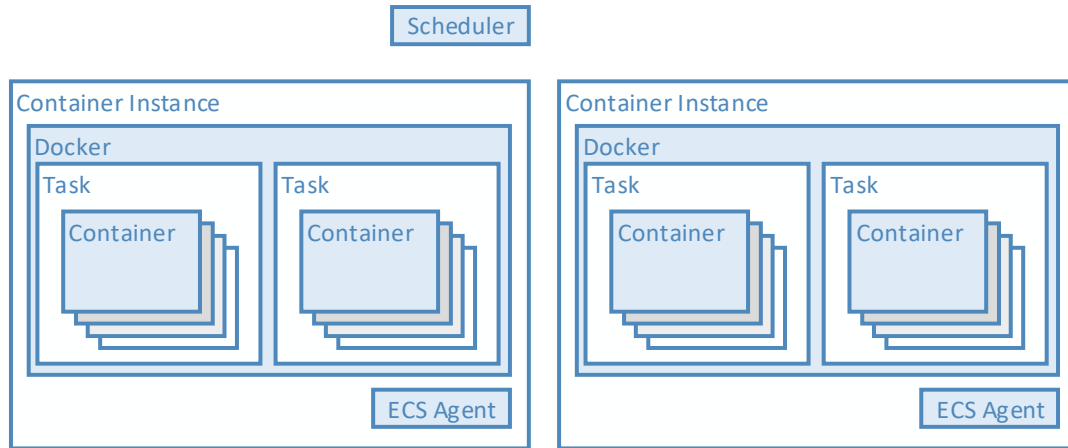 Scheduler
Container Instance
Docker
Task
Container
Task
Container
ECS Agent
Container Instance
Docker
Task
Container
Task
Container
ECS Agent